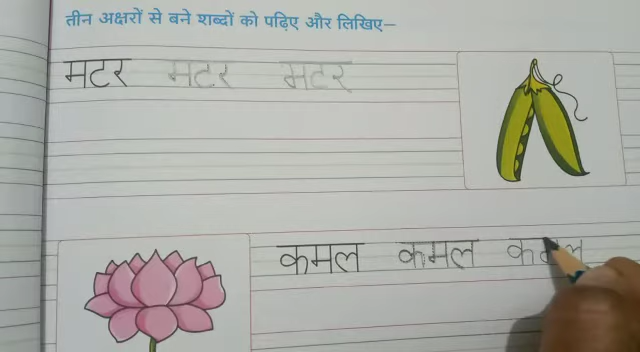 तीन अक्षरों से बने शब्दों को पढ़िए और लिखिए–
मटर मटर मटर
कमल कमल